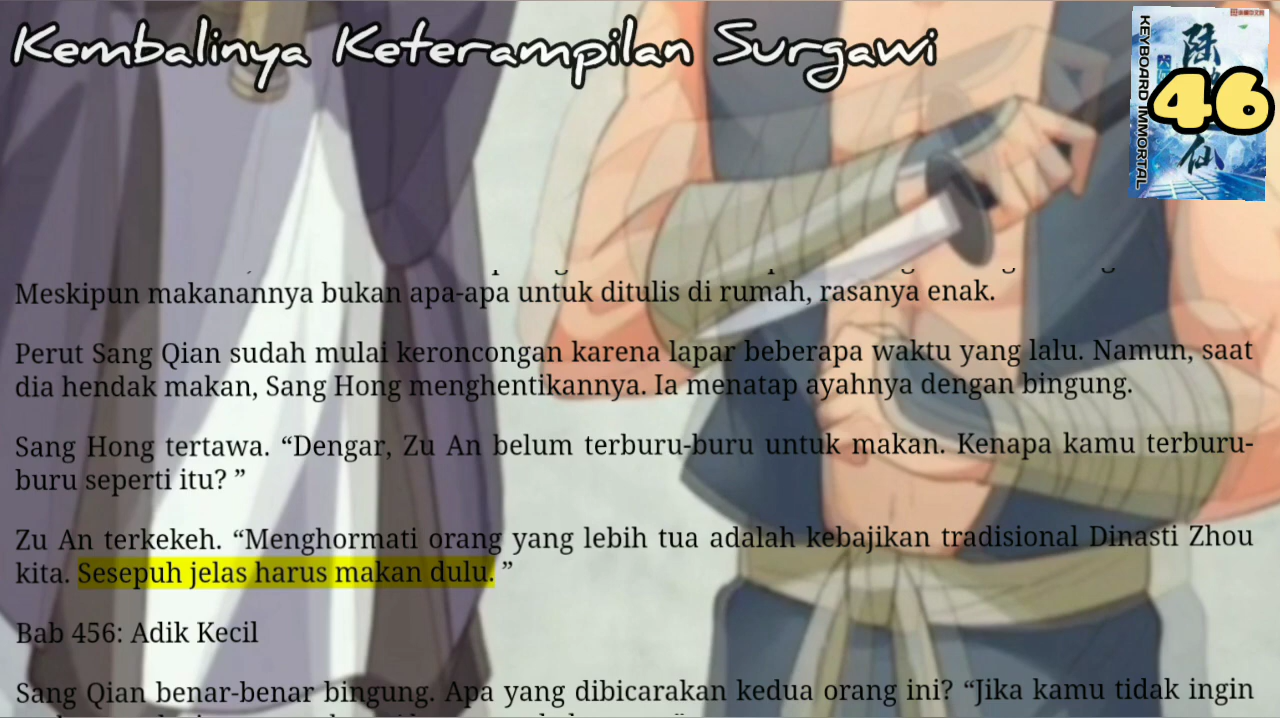 Kembalinya Keterampilan Surgawi
KEYBOARD IMMORTAL
46
Meskipun makanannya bukan apa-apa untuk ditulis di rumah, rasanya enak.
Perut Sang Qian sudah mulai keroncongan karena lapar beberapa waktu yang lalu. Namun, saat
dia hendak makan, Sang Hong menghentikannya. Ia menatap ayahnya dengan bingung.
Sang Hong tertawa. “Dengar, Zu An belum terburu-buru untuk makan. Kenapa kamu terburu-
buru seperti itu? ”
Zu An terkekeh. “Menghormati orang yang lebih tua adalah kebajikan tradisional Dinasti Zhou
kita. Sesepuh jelas harus makan dulu. ”
Bab 456: Adik Kecil
Sang Qian benar-benar bingung. Apa yang dibicarakan kedua orang ini? “Jika kamu tidak ingin